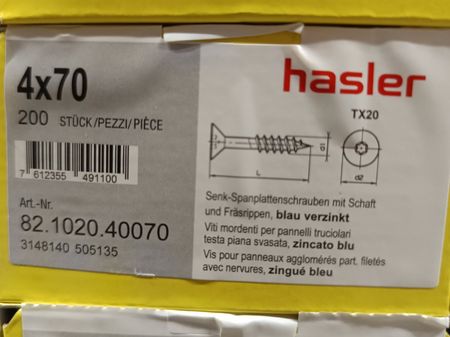 4x70
200 STÜCK/PEZZI/PIÈCE
7 612355 491100
Art.-Nr.
82.1020.40070
3148140 505135
hasler
TX20
L
d1
d2
Senk-Spanplattenschrauben mit Schaft
und Fräsrippen, blau verzinkt
Viti mordenti per pannelli truciolari
testa piana svasata, zincato blu
Vis pour panneaux agglomérés part. filetés
avec nervures, zingué bleu